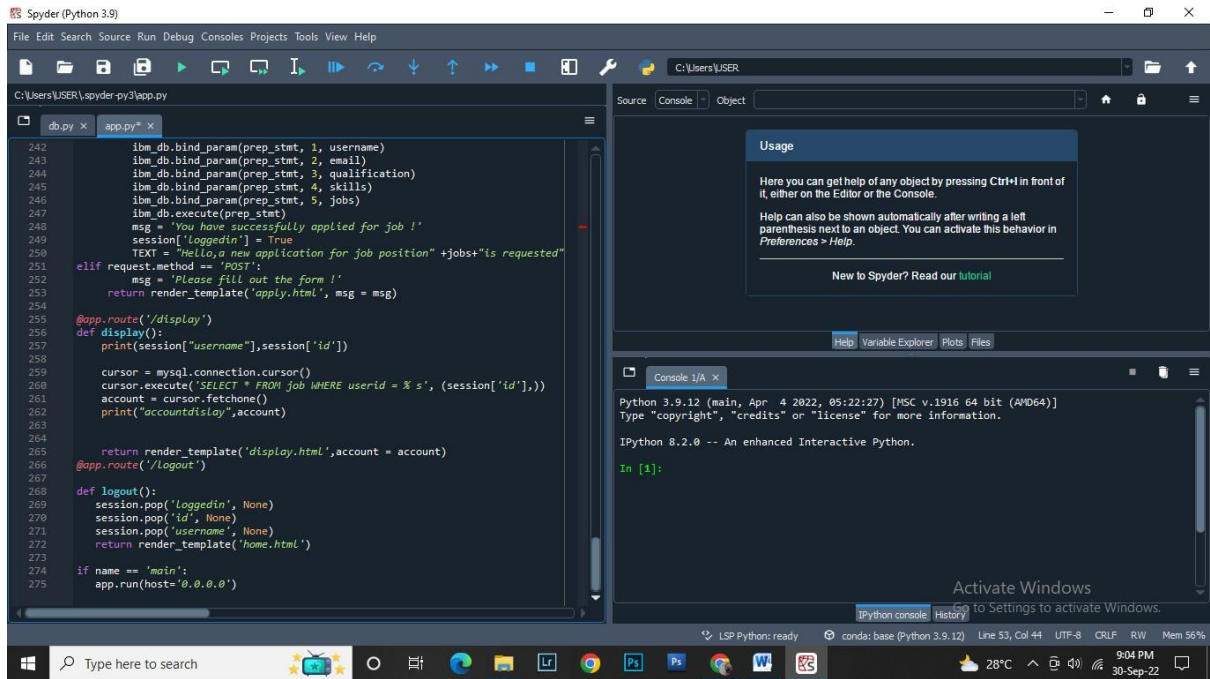 Spyder (Python 3.9)
File Edit Search Source Run Debug Consoles Projects Tools View Help
C:\Users\USER
C:\Users\USER\.spyder-py3\app.py
db.py
app.py*
242 ibm_db.bind_param(prep_stmt, 1, username)
243 ibm_db.bind_param(prep_stmt, 2, email)
244 ibm_db.bind_param(prep_stmt, 3, qualification)
245 ibm_db.bind_param(prep_stmt, 4, skills)
246 ibm_db.bind_param(prep_stmt, 5, jobs)
247 ibm_db.execute(prep_stmt)
248 msg = 'You have successfully applied for job !'
249 session['loggedin'] = True
250 TEXT = "Hello,a new application for job position" +jobs+"is requested"
251 elif request.method == 'POST':
252 msg = 'Please fill out the form !'
253 return render_template('apply.html', msg = msg)
254
255 @app.route('/display')
256 def display():
257 print(session["username"],session['id'])
258
259 cursor = mysql.connection.cursor()
260 cursor.execute('SELECT * FROM job WHERE userid = % s', (session['id'],))
261 account = cursor.fetchone()
262 print("accountdislay",account)
263
264
265 return render_template('display.html',account = account)
266 @app.route('/logout')
267
268 def logout():
269 session.pop('loggedin', None)
270 session.pop('id', None)
271 session.pop('username', None)
272 return render_template('home.html')
273
274 if name == 'main':
275 app.run(host='0.0.0.0')
Source Console Object
Usage
Here you can get help of any object by pressing Ctrl+I in front of
it, either on the Editor or the Console.
Help can also be shown automatically after writing a left
parenthesis next to an object. You can activate this behavior in
Preferences > Help.
New to Spyder? Read our tutorial
Help Variable Explorer Plots Files
Console 1/A
Python 3.9.12 (main, Apr 4 2022, 05:22:27) [MSC v.1916 64 bit (AMD64)]
Type "copyright", "credits" or "license" for more information.
IPython 8.2.0 -- An enhanced Interactive Python.
In [1]:
Activate Windows
Go to Settings to activate Windows.
IPython console History
LSP Python: ready conda: base (Python 3.9.12) Line 53, Col 44 UTF-8 CRLF RW Mem 56%
Type here to search
Lr
Ps
Ps
W
28°C
9:04 PM
30-Sep-22